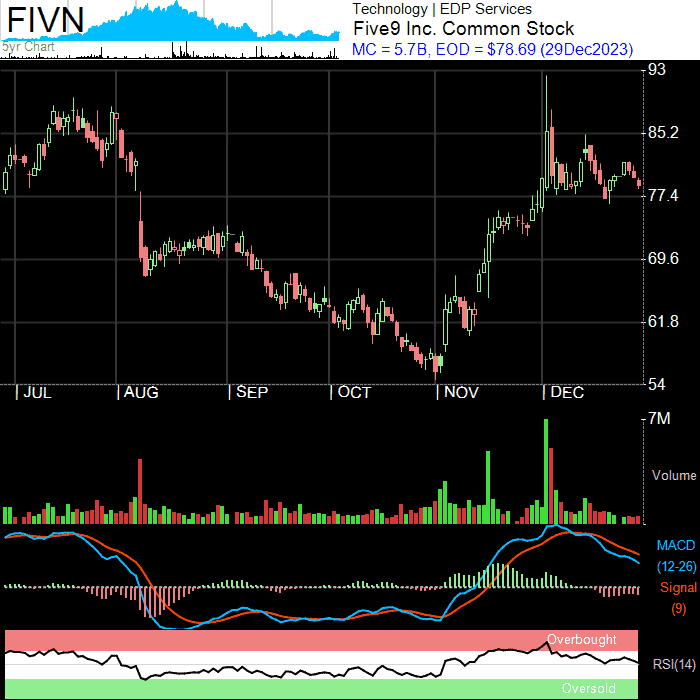 FIVN
5yr Chart
Technology | EDP Services
Five9 Inc. Common Stock
MC = 5.7B, EOD = $78.69 (29Dec2023)
93
85.2
77.4
69.6
61.8
54
JUL AUG SEP OCT NOV DEC
7M
Volume
MACD
(12-26)
Signal
(9)
Overbought
RSI(14)
Oversold